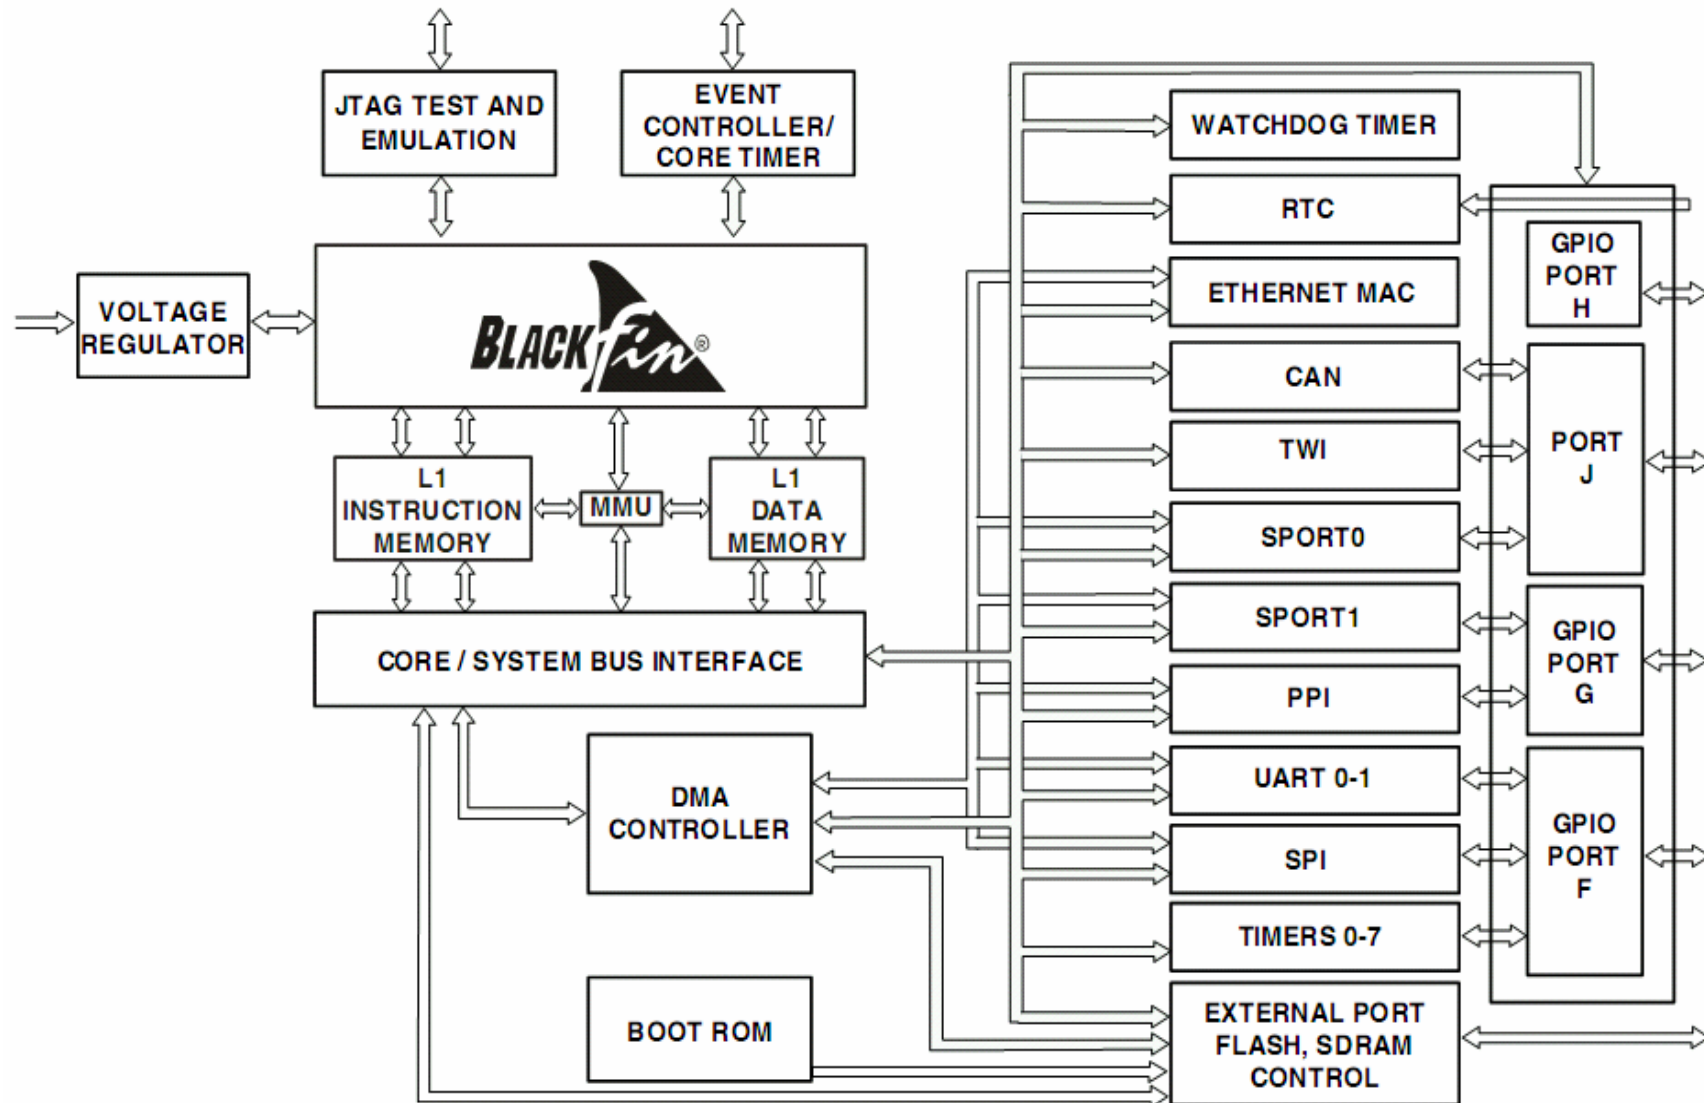 JTAG TEST AND
EMULATION
EVENT
CONTROLLER/
CORE TIMER
VOLTAGE
REGULATOR
BLACKfin®
L1
INSTRUCTION
MEMORY
MMU
L1
DATA
MEMORY
CORE / SYSTEM BUS INTERFACE
DMA
CONTROLLER
BOOT ROM
WATCHDOG TIMER
RTC
ETHERNET MAC
CAN
TWI
SPORT0
SPORT1
PPI
UART 0-1
SPI
TIMERS 0-7
EXTERNAL PORT
FLASH, SDRAM
CONTROL
GPIO
PORT
H
PORT
J
GPIO
PORT
G
GPIO
PORT
F